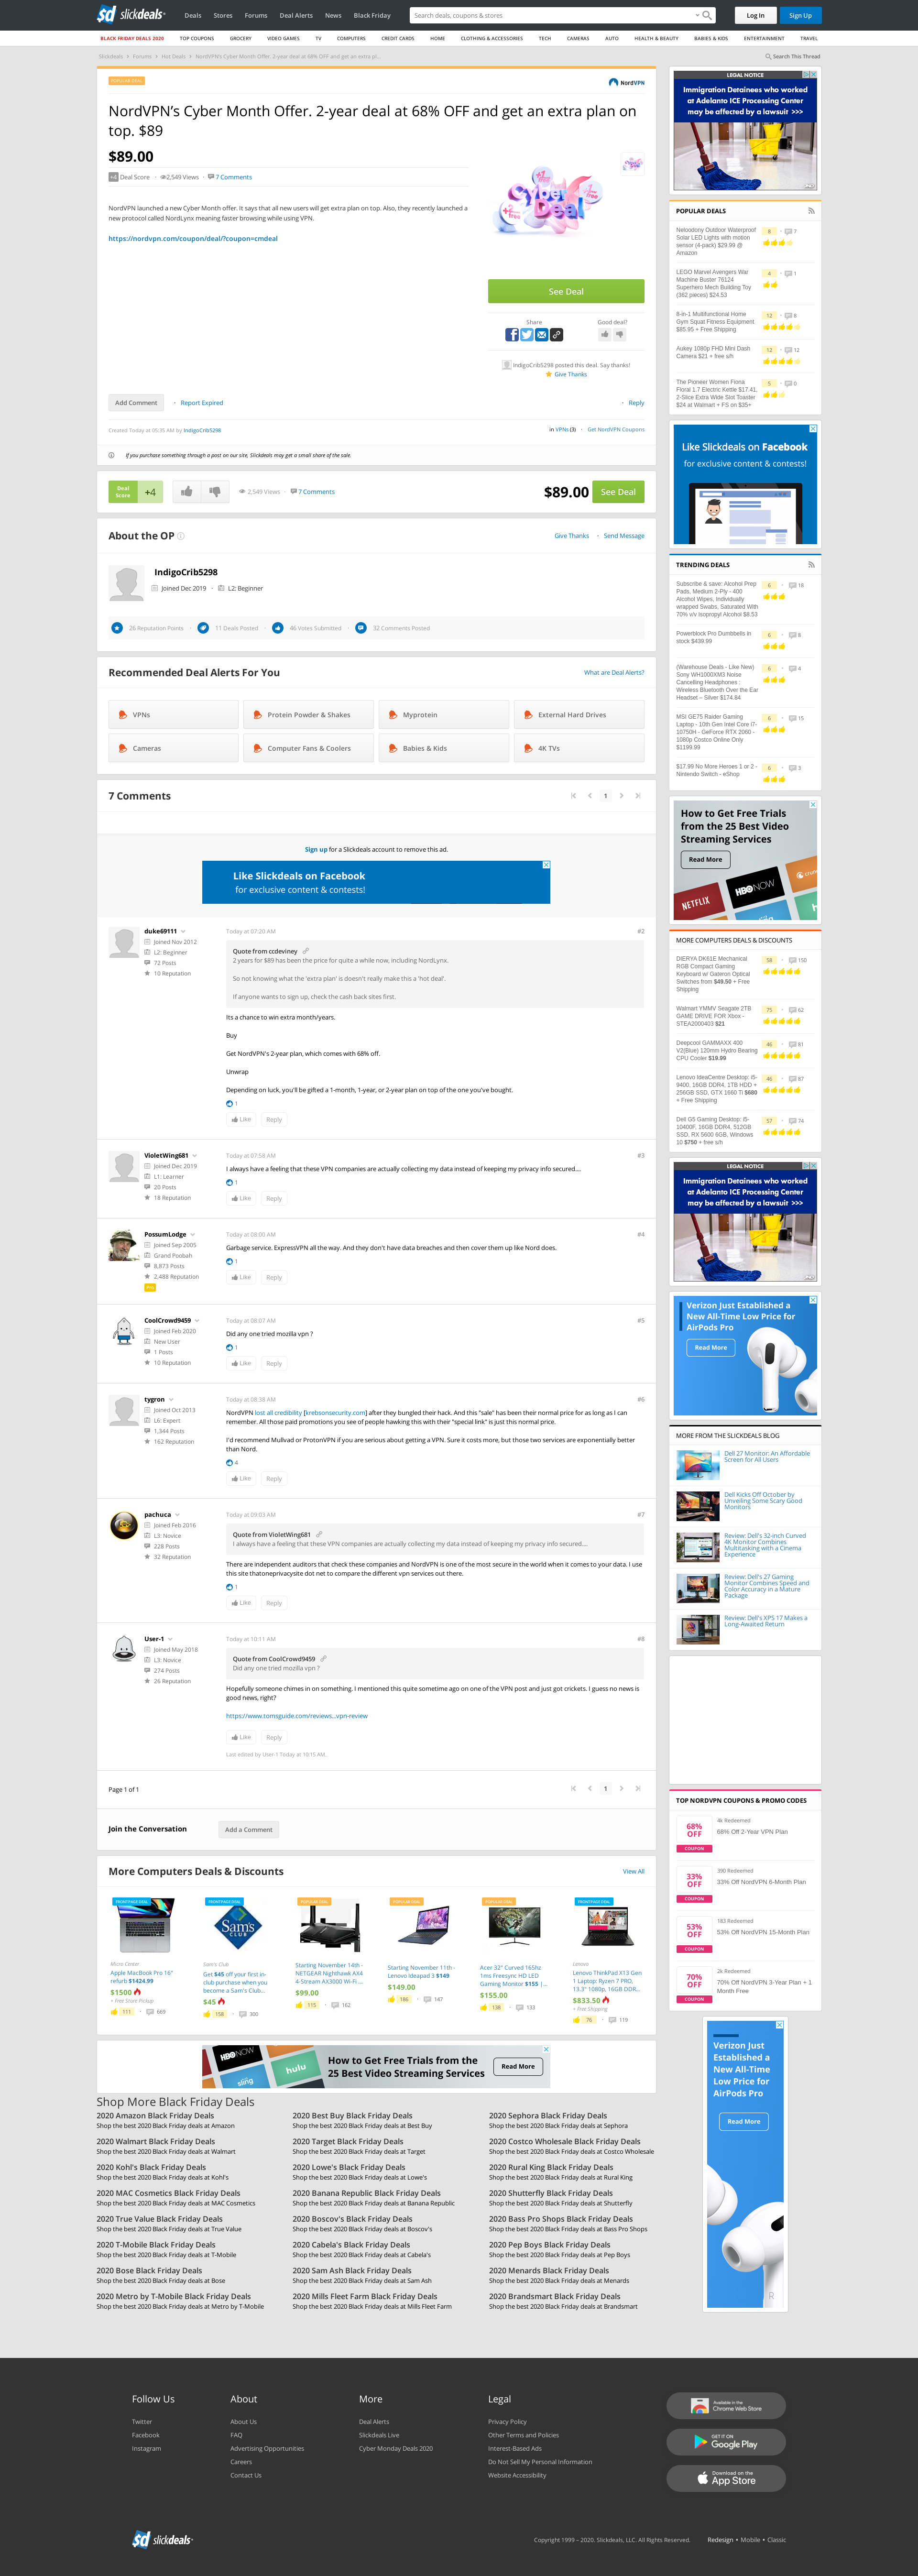 sd slickdeals
Deals Stores Forums Deal Alerts News Black Friday
Search deals, coupons & stores
Log In
Sign Up
BLACK FRIDAY DEALS 2020 TOP COUPONS GROCERY VIDEO GAMES TV COMPUTERS CREDIT CARDS HOME CLOTHING & ACCESSORIES TECH CAMERAS AUTO HEALTH & BEAUTY BABIES & KIDS ENTERTAINMENT TRAVEL
Slickdeals > Forums > Hot Deals > NordVPN's Cyber Month Offer. 2-year deal at 68% OFF and get an extra pl...
Search This Thread
POPULAR DEAL
NordVPN
NordVPN's Cyber Month Offer. 2-year deal at 68% OFF and get an extra plan on
top. $89
$89.00
+4 Deal Score 2,549 Views 7 Comments
NordVPN launched a new Cyber Month offer. It says that all new users will get extra plan on top. Also, they recently launched a
new protocol called NordLynx meaning faster browsing while using VPN.
https://nordvpn.com/coupon/deal/?coupon=cmdeal
Cyber Deal
See Deal
Share
Good deal?
IndigoCrib5298 posted this deal. Say thanks!
Give Thanks
Add Comment
Report Expired
Reply
Created Today at 05:35 AM by IndigoCrib5298
in VPNs (3)
Get NordVPN Coupons
If you purchase something through a post on our site, Slickdeals may get a small share of the sale.
Deal
Score
+4
2,549 Views 7 Comments
$89.00
See Deal
About the OP
Give Thanks Send Message
IndigoCrib5298
Joined Dec 2019 L2: Beginner
26 Reputation Points 11 Deals Posted 46 Votes Submitted 32 Comments Posted
Recommended Deal Alerts For You
What are Deal Alerts?
VPNs
Protein Powder & Shakes
Myprotein
External Hard Drives
Cameras
Computer Fans & Coolers
Babies & Kids
4K TVs
7 Comments
1
Sign up for a Slickdeals account to remove this ad.
Like Slickdeals on Facebook
for exclusive content & contests!
duke69111
Joined Nov 2012
L2: Beginner
72 Posts
10 Reputation
Today at 07:20 AM
#2
Quote from ccdeviney
2 years for $89 has been the price for quite a while now, including NordLynx.
So not knowing what the 'extra plan' is doesn't really make this a 'hot deal'.
If anyone wants to sign up, check the cash back sites first.
Its a chance to win extra month/years.
Buy
Get NordVPN's 2-year plan, which comes with 68% off.
Unwrap
Depending on luck, you'll be gifted a 1-month, 1-year, or 2-year plan on top of the one you've bought.
1
Like Reply
VioletWing681
Joined Dec 2019
L1: Learner
20 Posts
18 Reputation
Today at 07:58 AM
#3
I always have a feeling that these VPN companies are actually collecting my data instead of keeping my privacy info secured....
1
Like Reply
PossumLodge
Joined Sep 2005
Grand Poobah
8,873 Posts
2,488 Reputation
Pro
Today at 08:00 AM
#4
Garbage service. ExpressVPN all the way. And they don't have data breaches and then cover them up like Nord does.
1
Like Reply
CoolCrowd9459
Joined Feb 2020
New User
1 Posts
10 Reputation
Today at 08:07 AM
#5
Did any one tried mozilla vpn ?
1
Like Reply
tygron
Joined Oct 2013
L6: Expert
1,344 Posts
162 Reputation
Today at 08:38 AM
#6
NordVPN lost all credibility [krebsonsecurity.com] after they bungled their hack. And this "sale" has been their normal price for as long as I can
remember. All those paid promotions you see of people hawking this with their "special link" is just this normal price.
I'd recommend Mullvad or ProtonVPN if you are serious about getting a VPN. Sure it costs more, but those two services are exponentially better
than Nord.
4
Like Reply
pachuca
Joined Feb 2016
L3: Novice
228 Posts
32 Reputation
Today at 09:03 AM
#7
Quote from VioletWing681
I always have a feeling that these VPN companies are actually collecting my data instead of keeping my privacy info secured....
There are independent auditors that check these companies and NordVPN is one of the most secure in the world when it comes to your data. I use
this site thatoneprivacysite dot net to compare the different vpn services out there.
1
Like Reply
User-1
Joined May 2018
L3: Novice
274 Posts
26 Reputation
Today at 10:11 AM
#8
Quote from CoolCrowd9459
Did any one tried mozilla vpn ?
Hopefully someone chimes in on something. I mentioned this quite sometime ago on one of the VPN post and just got crickets. I guess no news is
good news, right?
https://www.tomsguide.com/reviews...vpn-review
Like Reply
Last edited by User-1 Today at 10:15 AM.
Page 1 of 1
1
Join the Conversation
Add a Comment
More Computers Deals & Discounts
View All
FRONTPAGE DEAL
Micro Center
Apple MacBook Pro 16"
refurb $1424.99
$1500
+ Free Store Pickup
111 669
FRONTPAGE DEAL
Sam's Club
Get $45 off your first in-
club purchase when you
become a Sam's Club...
$45
158 300
POPULAR DEAL
Starting November 14th -
NETGEAR Nighthawk AX4
4-Stream AX3000 Wi-Fi ...
$99.00
115 162
POPULAR DEAL
Starting November 11th -
Lenovo Ideapad 3 $149
$149.00
186 147
POPULAR DEAL
Acer 32" Curved 165hz
1ms Freesync HD LED
Gaming Monitor $155 |...
$155.00
138 133
FRONTPAGE DEAL
Lenovo
Lenovo ThinkPad X13 Gen
1 Laptop: Ryzen 7 PRO,
13.3" 1080p, 16GB DDR...
$833.50
+ Free Shipping
76 119
HBO NOW
sling
hulu
How to Get Free Trials from the
25 Best Video Streaming Services
Read More
Shop More Black Friday Deals
2020 Amazon Black Friday Deals
Shop the best 2020 Black Friday deals at Amazon
2020 Best Buy Black Friday Deals
Shop the best 2020 Black Friday deals at Best Buy
2020 Sephora Black Friday Deals
Shop the best 2020 Black Friday deals at Sephora
2020 Walmart Black Friday Deals
Shop the best 2020 Black Friday deals at Walmart
2020 Target Black Friday Deals
Shop the best 2020 Black Friday deals at Target
2020 Costco Wholesale Black Friday Deals
Shop the best 2020 Black Friday deals at Costco Wholesale
2020 Kohl's Black Friday Deals
Shop the best 2020 Black Friday deals at Kohl's
2020 Lowe's Black Friday Deals
Shop the best 2020 Black Friday deals at Lowe's
2020 Rural King Black Friday Deals
Shop the best 2020 Black Friday deals at Rural King
2020 MAC Cosmetics Black Friday Deals
Shop the best 2020 Black Friday deals at MAC Cosmetics
2020 Banana Republic Black Friday Deals
Shop the best 2020 Black Friday deals at Banana Republic
2020 Shutterfly Black Friday Deals
Shop the best 2020 Black Friday deals at Shutterfly
2020 True Value Black Friday Deals
Shop the best 2020 Black Friday deals at True Value
2020 Boscov's Black Friday Deals
Shop the best 2020 Black Friday deals at Boscov's
2020 Bass Pro Shops Black Friday Deals
Shop the best 2020 Black Friday deals at Bass Pro Shops
2020 T-Mobile Black Friday Deals
Shop the best 2020 Black Friday deals at T-Mobile
2020 Cabela's Black Friday Deals
Shop the best 2020 Black Friday deals at Cabela's
2020 Pep Boys Black Friday Deals
Shop the best 2020 Black Friday deals at Pep Boys
2020 Bose Black Friday Deals
Shop the best 2020 Black Friday deals at Bose
2020 Sam Ash Black Friday Deals
Shop the best 2020 Black Friday deals at Sam Ash
2020 Menards Black Friday Deals
Shop the best 2020 Black Friday deals at Menards
2020 Metro by T-Mobile Black Friday Deals
Shop the best 2020 Black Friday deals at Metro by T-Mobile
2020 Mills Fleet Farm Black Friday Deals
Shop the best 2020 Black Friday deals at Mills Fleet Farm
2020 Brandsmart Black Friday Deals
Shop the best 2020 Black Friday deals at Brandsmart
LEGAL NOTICE
Immigration Detainees who worked
at Adelanto ICE Processing Center
may be affected by a lawsuit >>>
POPULAR DEALS
Neloodony Outdoor Waterproof
Solar LED Lights with motion
sensor (4-pack) $29.99 @
Amazon
8 7
LEGO Marvel Avengers War
Machine Buster 76124
Superhero Mech Building Toy
(362 pieces) $24.53
4 1
8-in-1 Multifunctional Home
Gym Squat Fitness Equipment
$85.95 + Free Shipping
12 8
Aukey 1080p FHD Mini Dash
Camera $21 + free s/h
12 12
The Pioneer Women Fiona
Floral 1.7 Electric Kettle $17.41,
2-Slice Extra Wide Slot Toaster
$24 at Walmart + FS on $35+
5 0
Like Slickdeals on Facebook
for exclusive content & contests!
TRENDING DEALS
Subscribe & save: Alcohol Prep
Pads, Medium 2-Ply - 400
Alcohol Wipes, Individually
wrapped Swabs, Saturated With
70% v/v Isopropyl Alcohol $8.53
6 18
Powerblock Pro Dumbbells in
stock $439.99
6 8
(Warehouse Deals - Like New)
Sony WH1000XM3 Noise
Cancelling Headphones :
Wireless Bluetooth Over the Ear
Headset – Silver $174.84
6 4
MSI GE75 Raider Gaming
Laptop - 10th Gen Intel Core i7-
10750H - GeForce RTX 2060 -
1080p Costco Online Only
$1199.99
6 15
$17.99 No More Heroes 1 or 2 -
Nintendo Switch - eShop
6 3
How to Get Free Trials
from the 25 Best Video
Streaming Services
Read More
NETFLIX
HBO NOW
hulu
MORE COMPUTERS DEALS & DISCOUNTS
DIERYA DK61E Mechanical
RGB Compact Gaming
Keyboard w/ Gateron Optical
Switches from $49.50 + Free
Shipping
58 150
Walmart YMMV Seagate 2TB
GAME DRIVE FOR Xbox -
STEA2000403 $21
75 62
Deepcool GAMMAXX 400
V2(Blue) 120mm Hydro Bearing
CPU Cooler $19.99
46 81
Lenovo IdeaCentre Desktop: i5-
9400, 16GB DDR4, 1TB HDD +
256GB SSD, GTX 1660 Ti $680
+ Free Shipping
46 87
Dell G5 Gaming Desktop: i5-
10400F, 16GB DDR4, 512GB
SSD, RX 5600 6GB, Windows
10 $750 + free s/h
57 74
LEGAL NOTICE
Immigration Detainees who worked
at Adelanto ICE Processing Center
may be affected by a lawsuit >>>
Verizon Just Established a
New All-Time Low Price for
AirPods Pro
Read More
MORE FROM THE SLICKDEALS BLOG
Dell 27 Monitor: An Affordable
Screen for All Users
Dell Kicks Off October by
Unveiling Some Scary Good
Monitors
Review: Dell's 32-inch Curved
4K Monitor Combines
Multitasking with a Cinema
Experience
Review: Dell's 27 Gaming
Monitor Combines Speed and
Color Accuracy in a Mature
Package
Review: Dell's XPS 17 Makes a
Long-Awaited Return
TOP NORDVPN COUPONS & PROMO CODES
68%
OFF
COUPON
4k Redeemed
68% Off 2-Year VPN Plan
33%
OFF
COUPON
390 Redeemed
33% Off NordVPN 6-Month Plan
53%
OFF
COUPON
183 Redeemed
53% Off NordVPN 15-Month Plan
70%
OFF
COUPON
2k Redeemed
70% Off NordVPN 3-Year Plan + 1
Month Free
Verizon Just
Established a
New All-Time
Low Price for
AirPods Pro
Read More
Follow Us
Twitter
Facebook
Instagram
About
About Us
FAQ
Advertising Opportunities
Careers
Contact Us
More
Deal Alerts
Slickdeals Live
Cyber Monday Deals 2020
Legal
Privacy Policy
Other Terms and Policies
Interest-Based Ads
Do Not Sell My Personal Information
Website Accessibility
Available in the
Chrome Web Store
GET IT ON
Google Play
Download on the
App Store
sd slickdeals
Copyright 1999 – 2020. Slickdeals, LLC. All Rights Reserved.
Redesign • Mobile • Classic